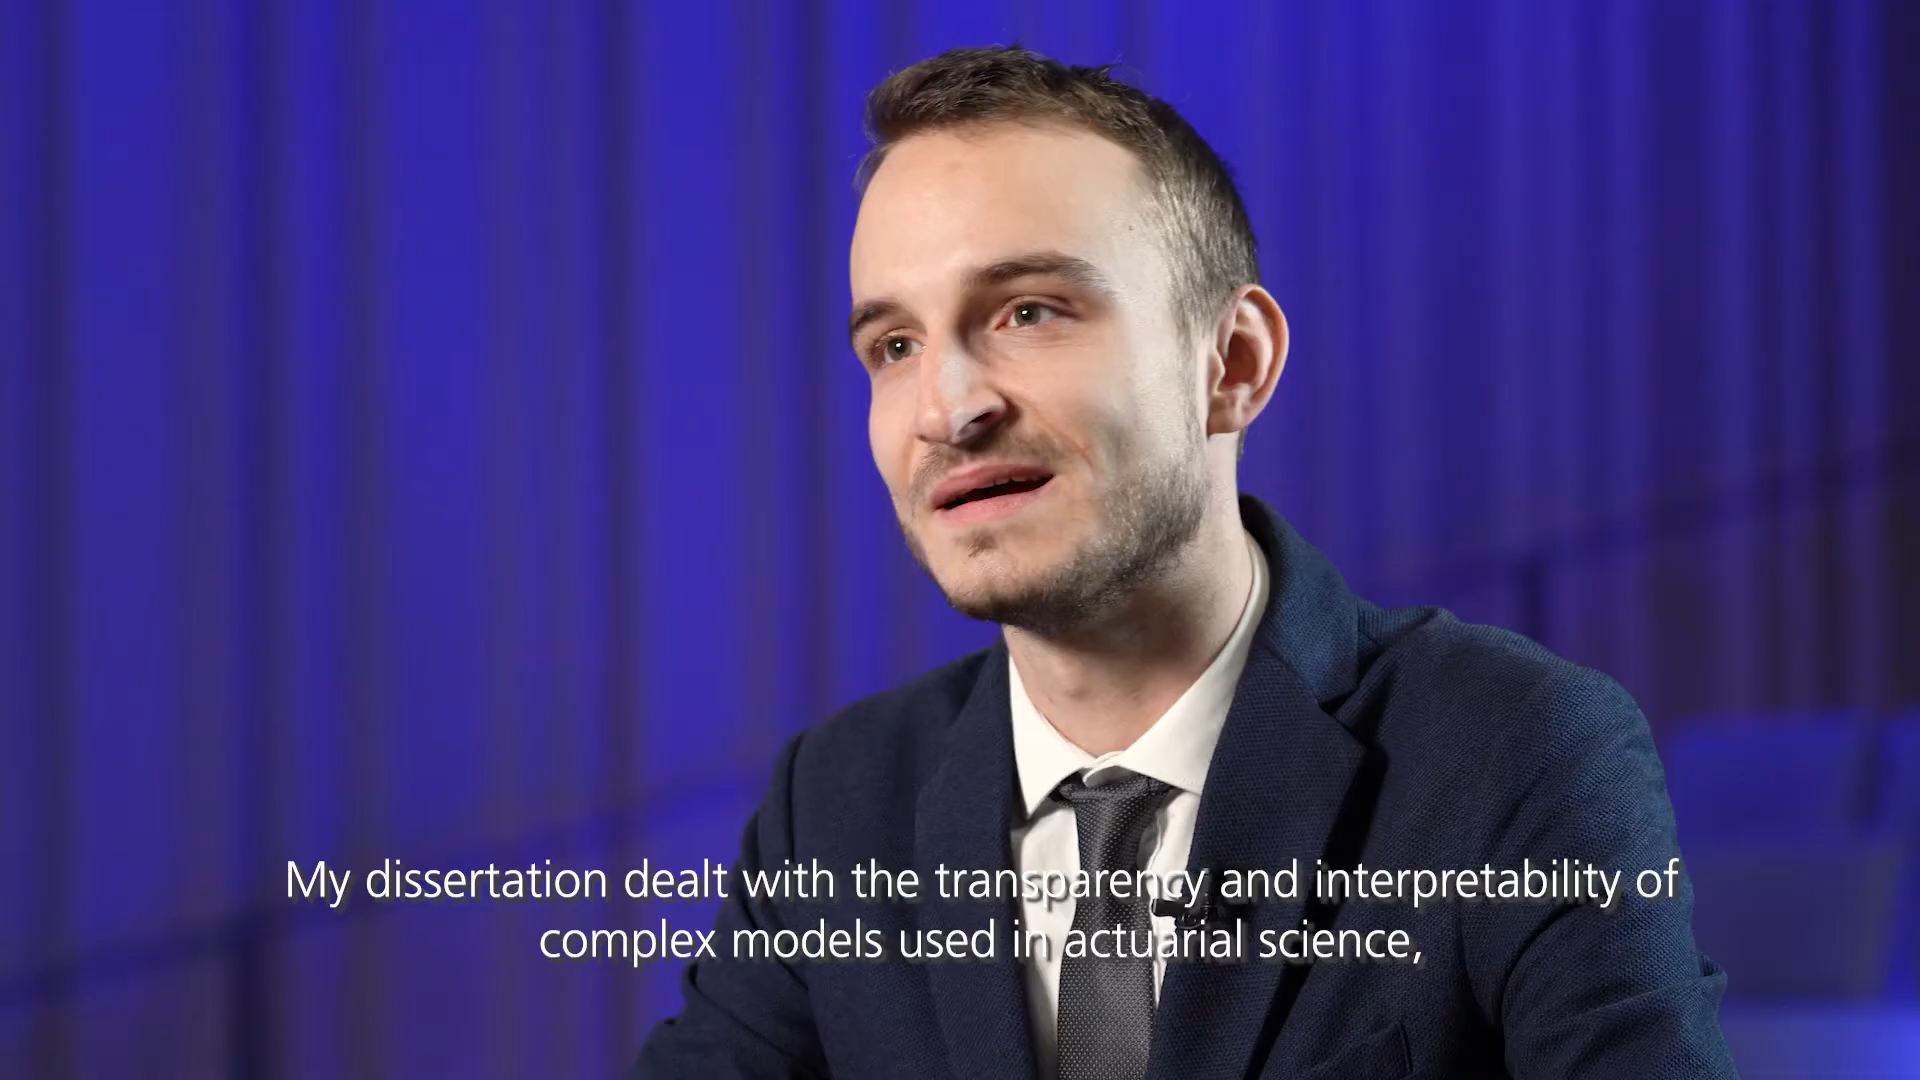 My dissertation dealt with the transparency and interpretability of
complex models used in actuarial science,